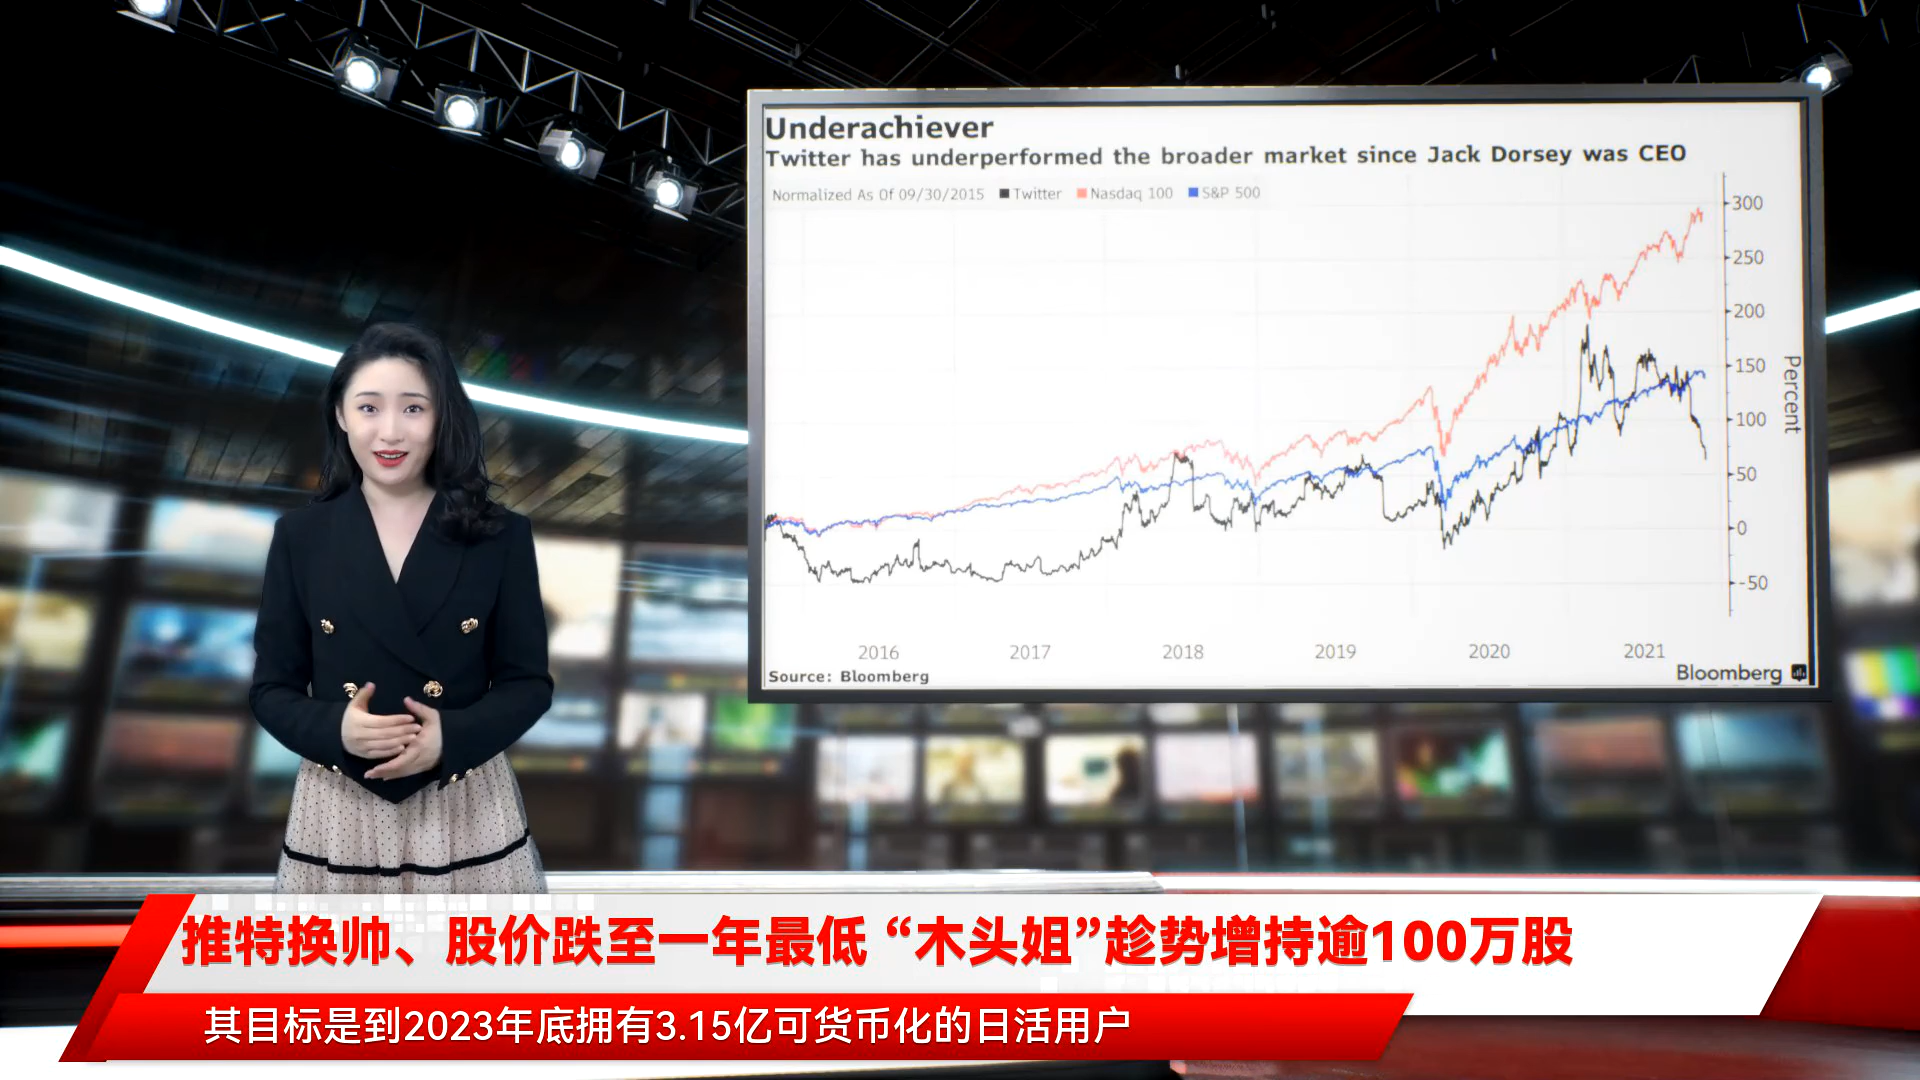 Underachiever
Twitter has underperformed the broader market since Jack Dorsey was CEO
Normalized As Of 09/30/2015 Twitter Nasdaq 100 S&P 500
300
250
200
150
100
50
0
-50
Percent
2016 2017 2018 2019 2020 2021
Source: Bloomberg
Bloomberg
推特换帅、股价跌至一年最低 “木头姐”趁势增持逾100万股
其目标是到2023年底拥有3.15亿可货币化的日活用户